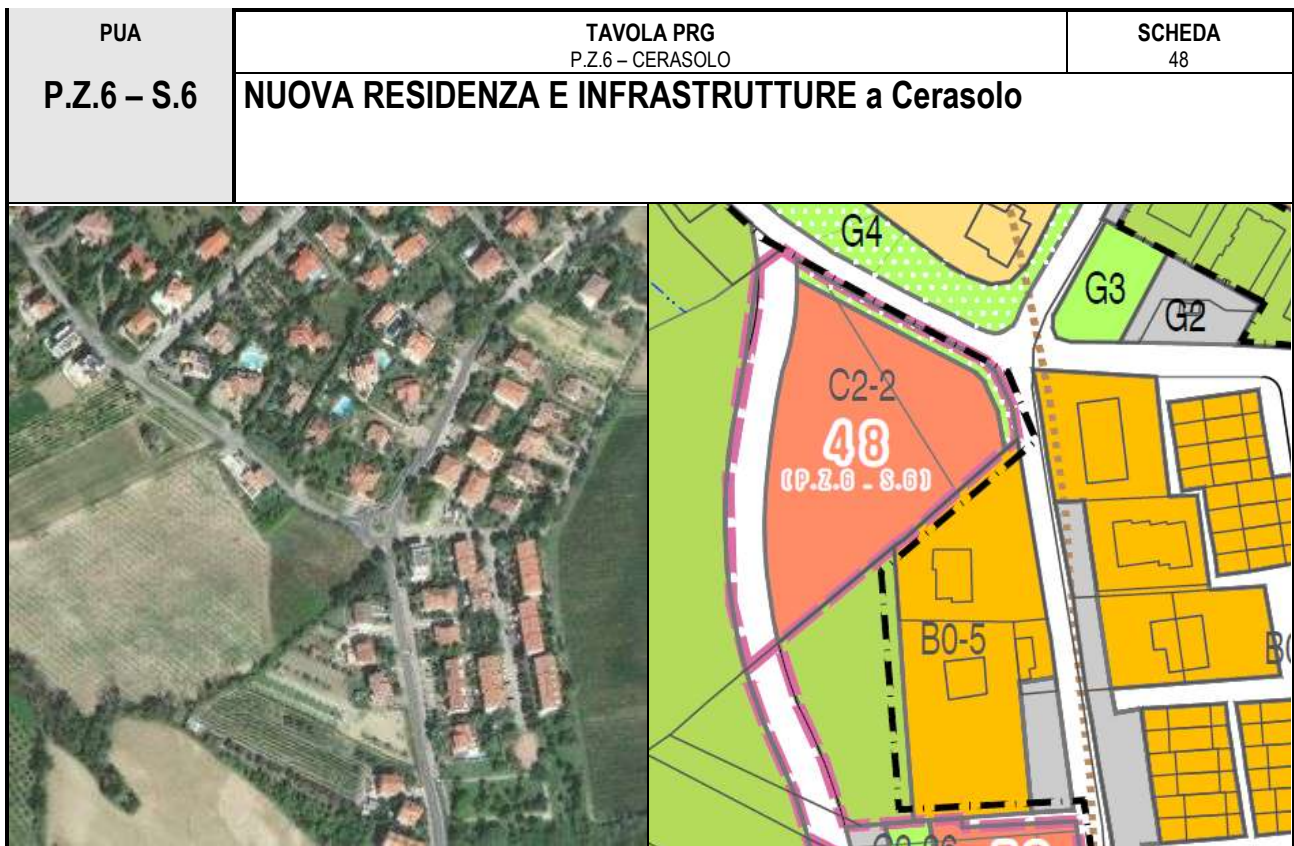 PUA
TAVOLA PRG
SCHEDA
P.Z.6 – CERASOLO
48
P.Z.6 – S.6
NUOVA RESIDENZA E INFRASTRUTTURE a Cerasolo
G4
G3
G2
C2-2
48
(P.Z.6 - S.6)
B0-5